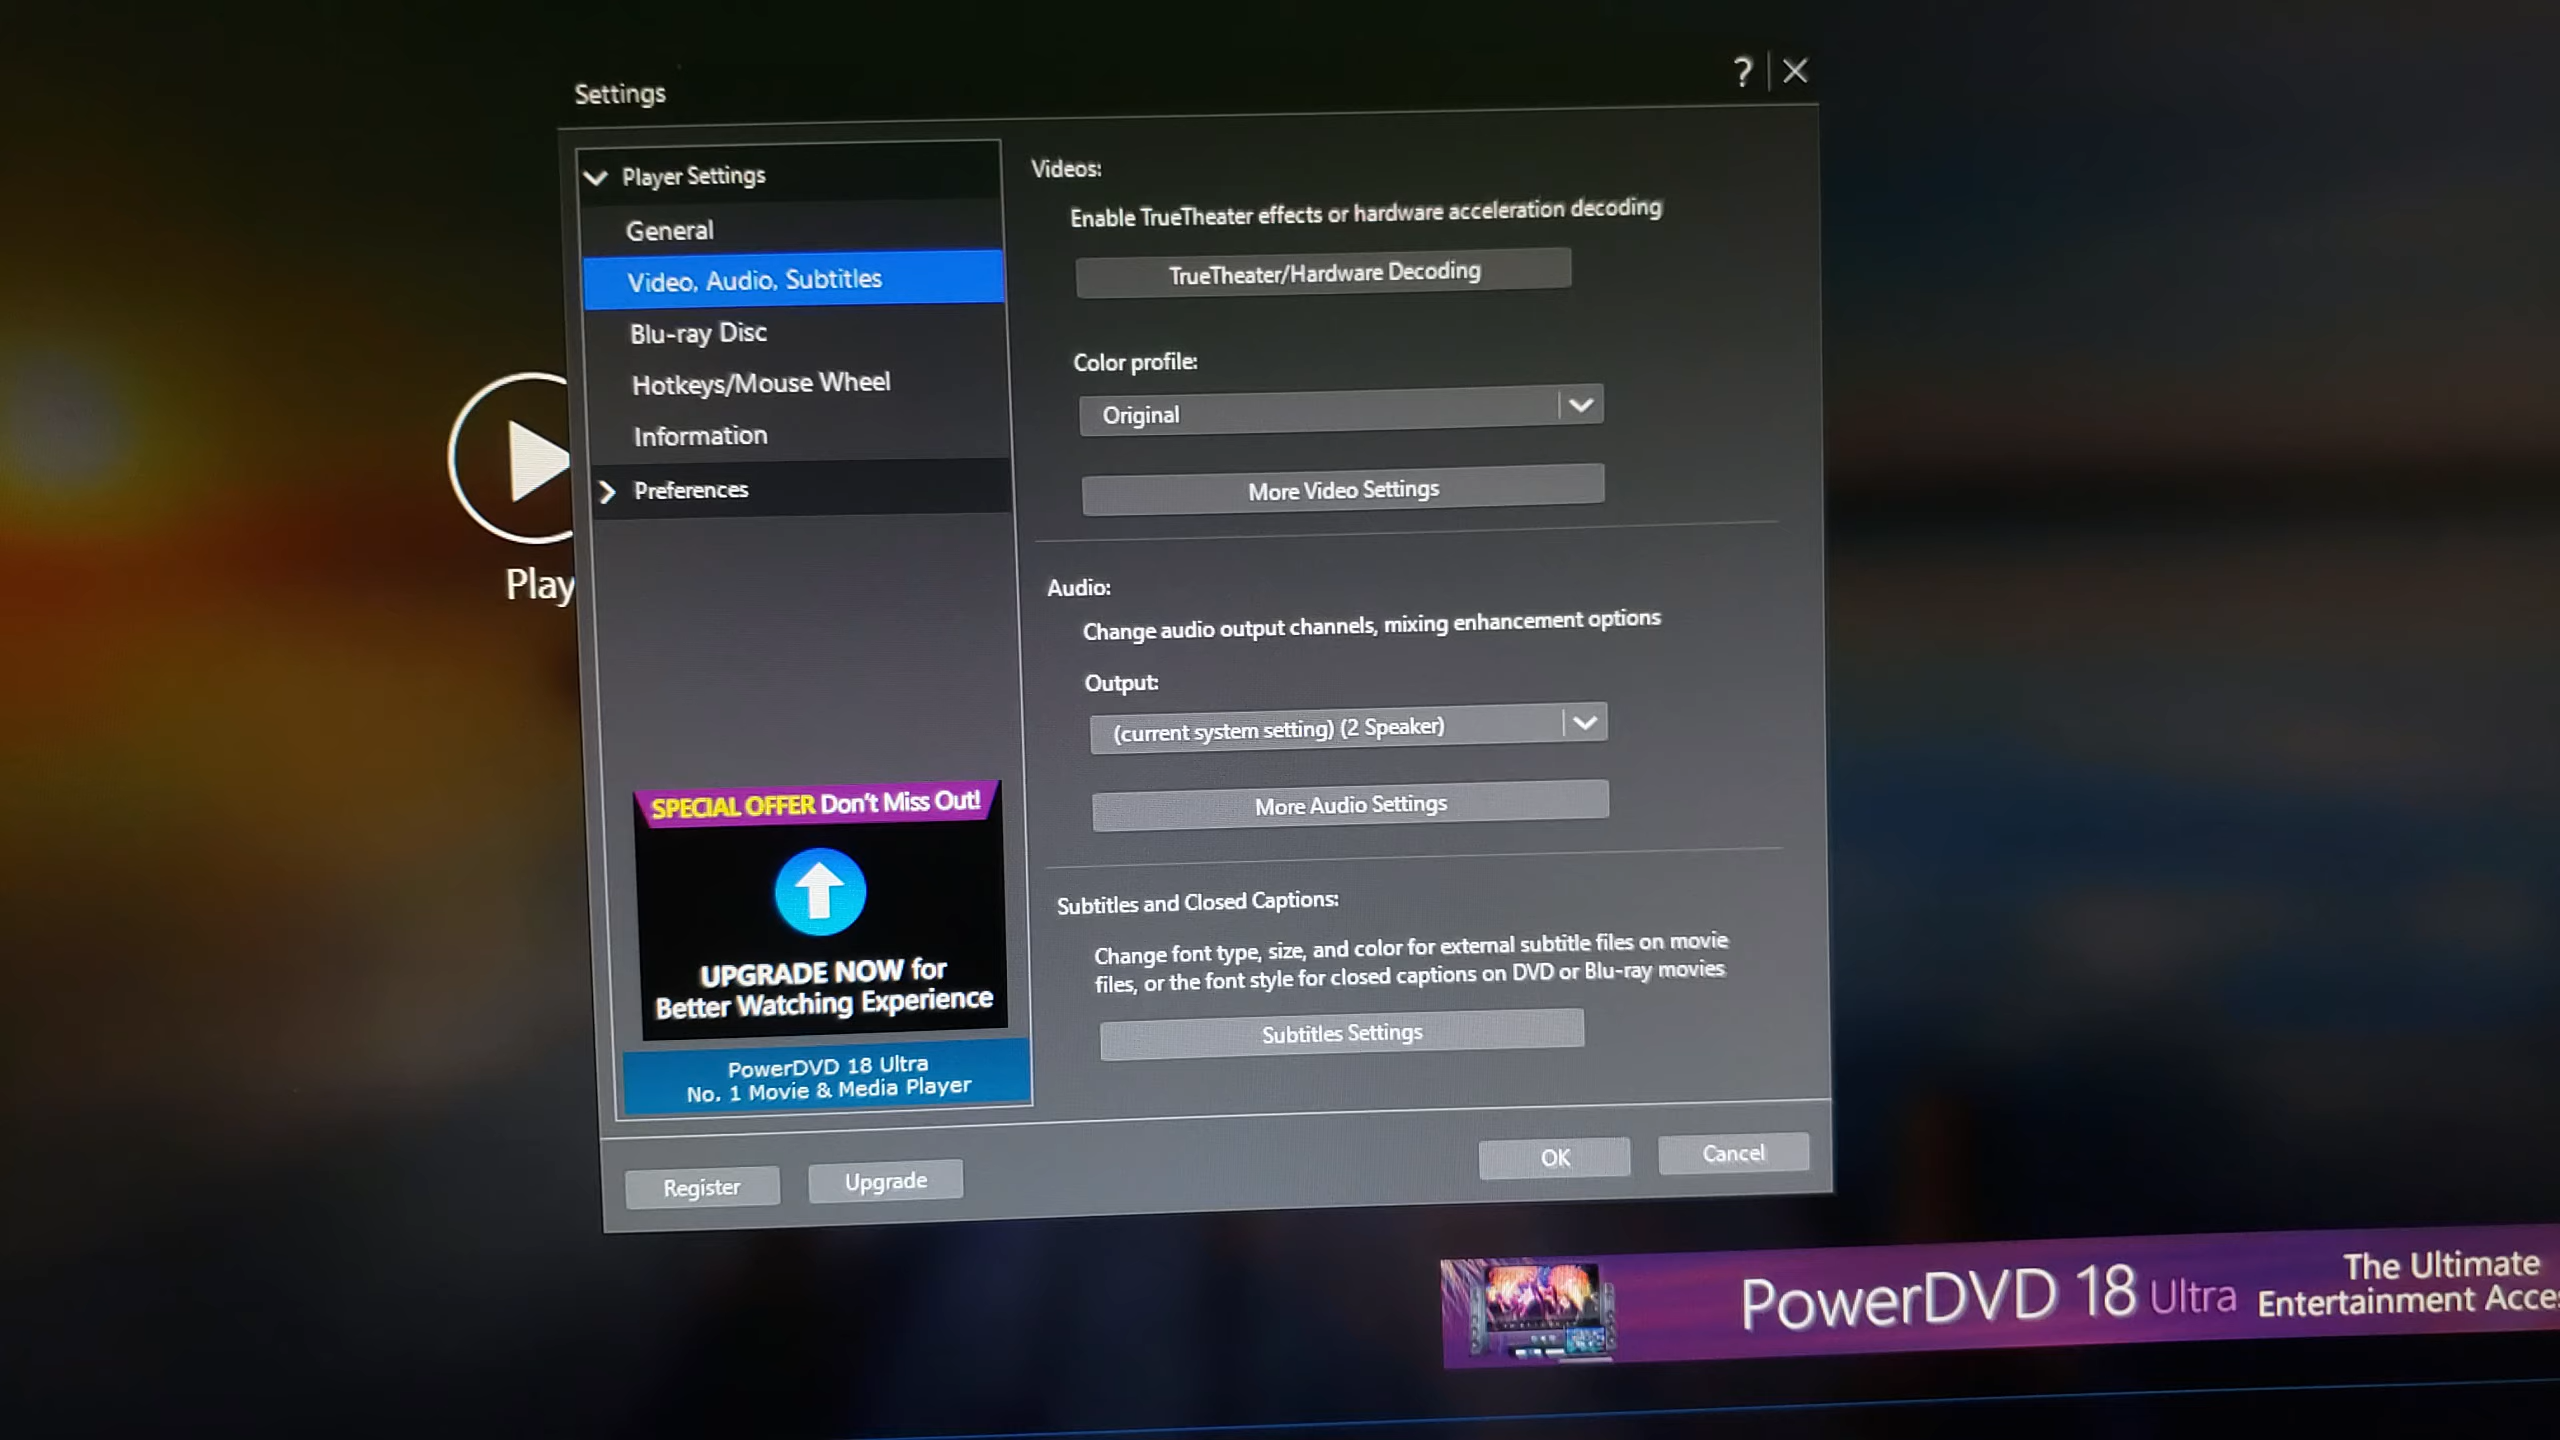 Settings
?
Player Settings
General
Video, Audio, Subtitles
Blu-ray Disc
Hotkeys/Mouse Wheel
Information
Preferences
Play
SPECIAL OFFER Don't Miss Out!
UPGRADE NOW for
Better Watching Experience
PowerDVD 18 Ultra
No. 1 Movie & Media Player
Videos:
Enable TrueTheater effects or hardware acceleration decoding
TrueTheater/Hardware Decoding
Color profile:
Original
More Video Settings
Audio:
Change audio output channels, mixing enhancement options
Output:
(current system setting) (2 Speaker)
More Audio Settings
Subtitles and Closed Captions:
Change font type, size, and color for external subtitle files on movie
files, or the font style for closed captions on DVD or Blu-ray movies
Subtitles Settings
Register
Upgrade
OK
Cancel
PowerDVD 18 Ultra
The Ultimate
Entertainment Acce